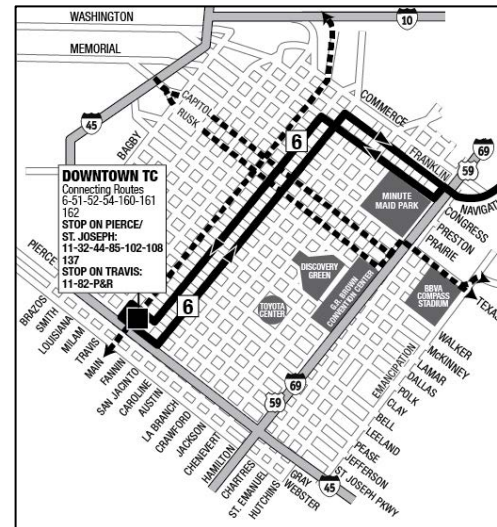 WASHINGTON
10
MEMORIAL
CAPITOL
RUSK
COMMERCE
45
BAGBY
FRANKLIN
69
59
6
DOWNTOWN TC
Connecting Routes
6-51-52-54-160-161
162
STOP ON PIERCE/
ST. JOSEPH:
11-32-44-85-102-108
137
STOP ON TRAVIS:
11-82-P&R
MINUTE
MAID PARK
NAVIGAT
CONGRESS
PRESTON
PRAIRIE
TEXAS
PIERCE
DISCOVERY
GREEN
G.R. BROWN
CONVENTION CENTER
BBVA
COMPASS
STADIUM
TOYOTA
CENTER
6
BRAZOS
SMITH
LOUISIANA
MILAM
TRAVIS
MAIN
FANNIN
SAN JACINTO
CAROLINE
AUSTIN
LA BRANCH
CRAWFORD
JACKSON
CHENEVERT
HAMILTON
CHARTRES
ST. EMANUEL
HUTCHINS
59
69
EMANCIPATION
WALKER
McKINNEY
LAMAR
DALLAS
POLK
CLAY
BELL
LEELAND
PEASE
JEFFERSON
ST JOSEPH PKWY
GRAY
WEBSTER
45